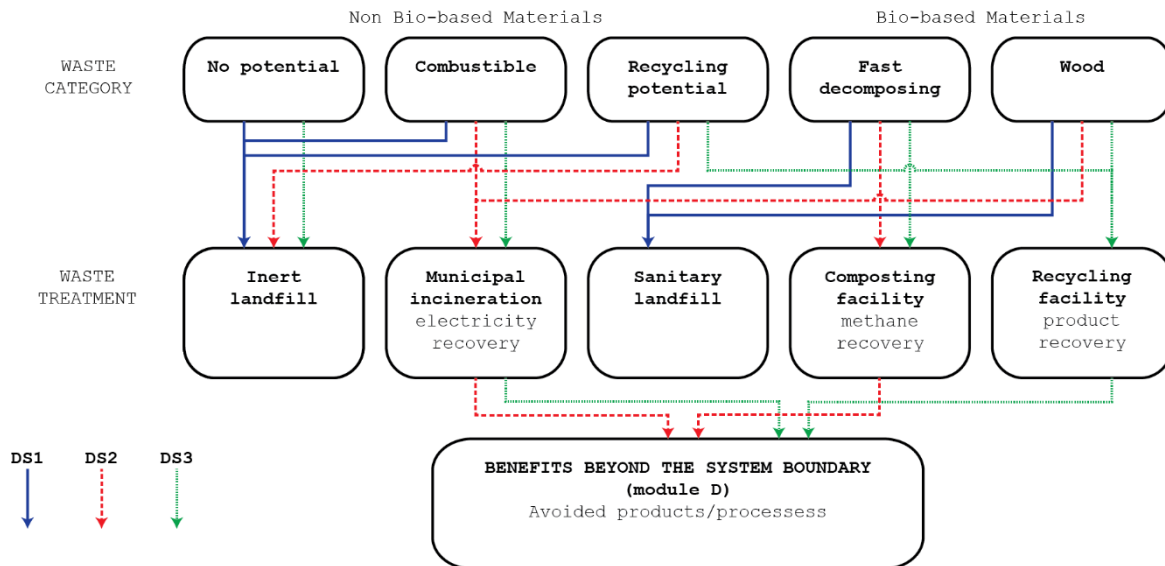 Non Bio-based Materials
Bio-based Materials
WASTE
CATEGORY
No potential
Combustible
Recycling
potential
Fast
decomposing
Wood
WASTE
TREATMENT
Inert
landfill
Municipal
incineration
electricity
recovery
Sanitary
landfill
Composting
facility
methane
recovery
Recycling
facility
product
recovery
DS1
DS2
DS3
BENEFITS BEYOND THE SYSTEM BOUNDARY
(module D)
Avoided products/processess